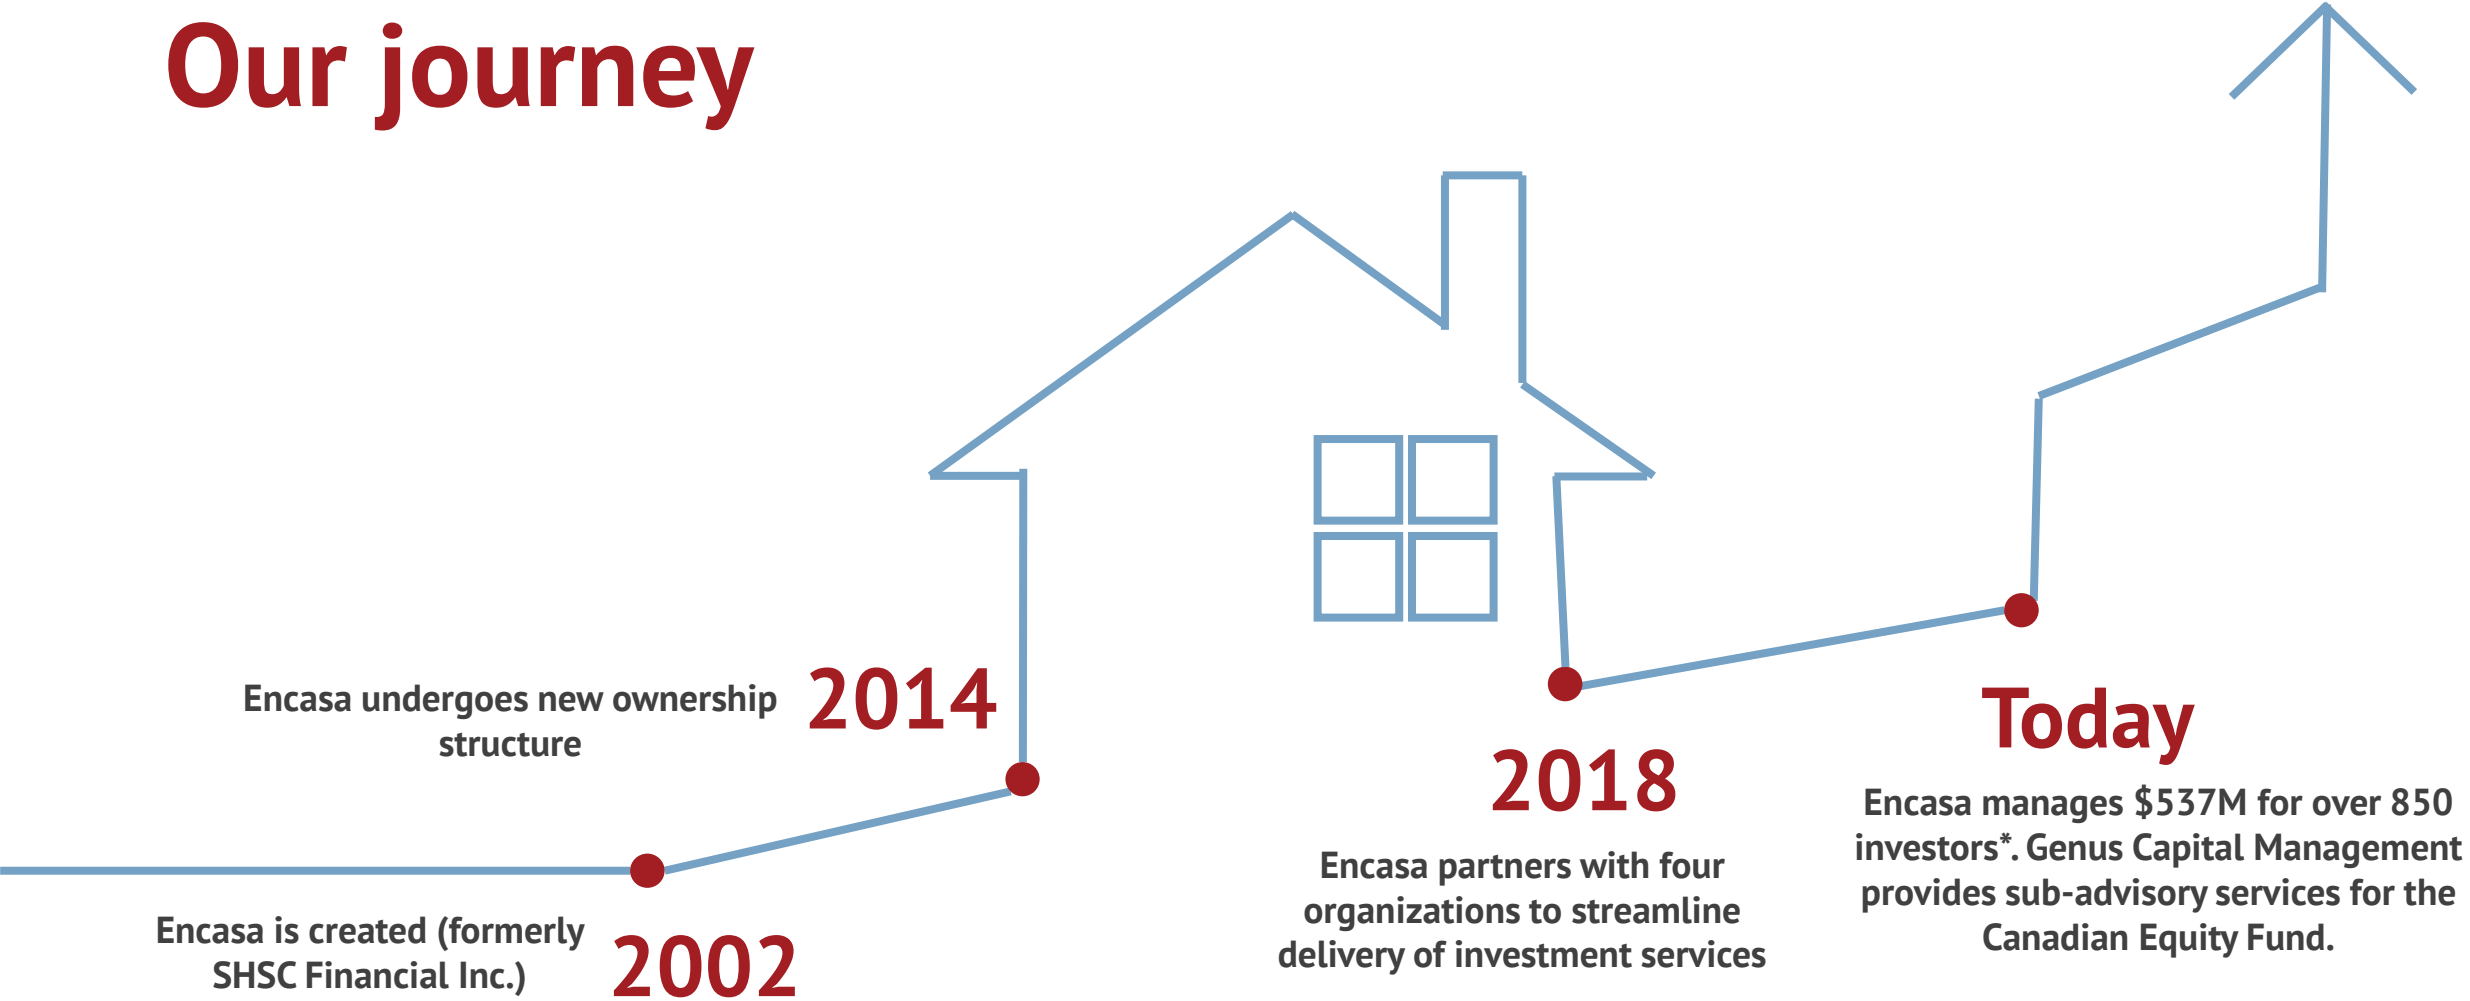 Our journey
2002
Encasa is created (formerly
SHSC Financial Inc.)
2014
Encasa undergoes new ownership
structure
2018
Encasa partners with four
organizations to streamline
delivery of investment services
Today
Encasa manages $537M for over 850
investors*. Genus Capital Management
provides sub-advisory services for the
Canadian Equity Fund.